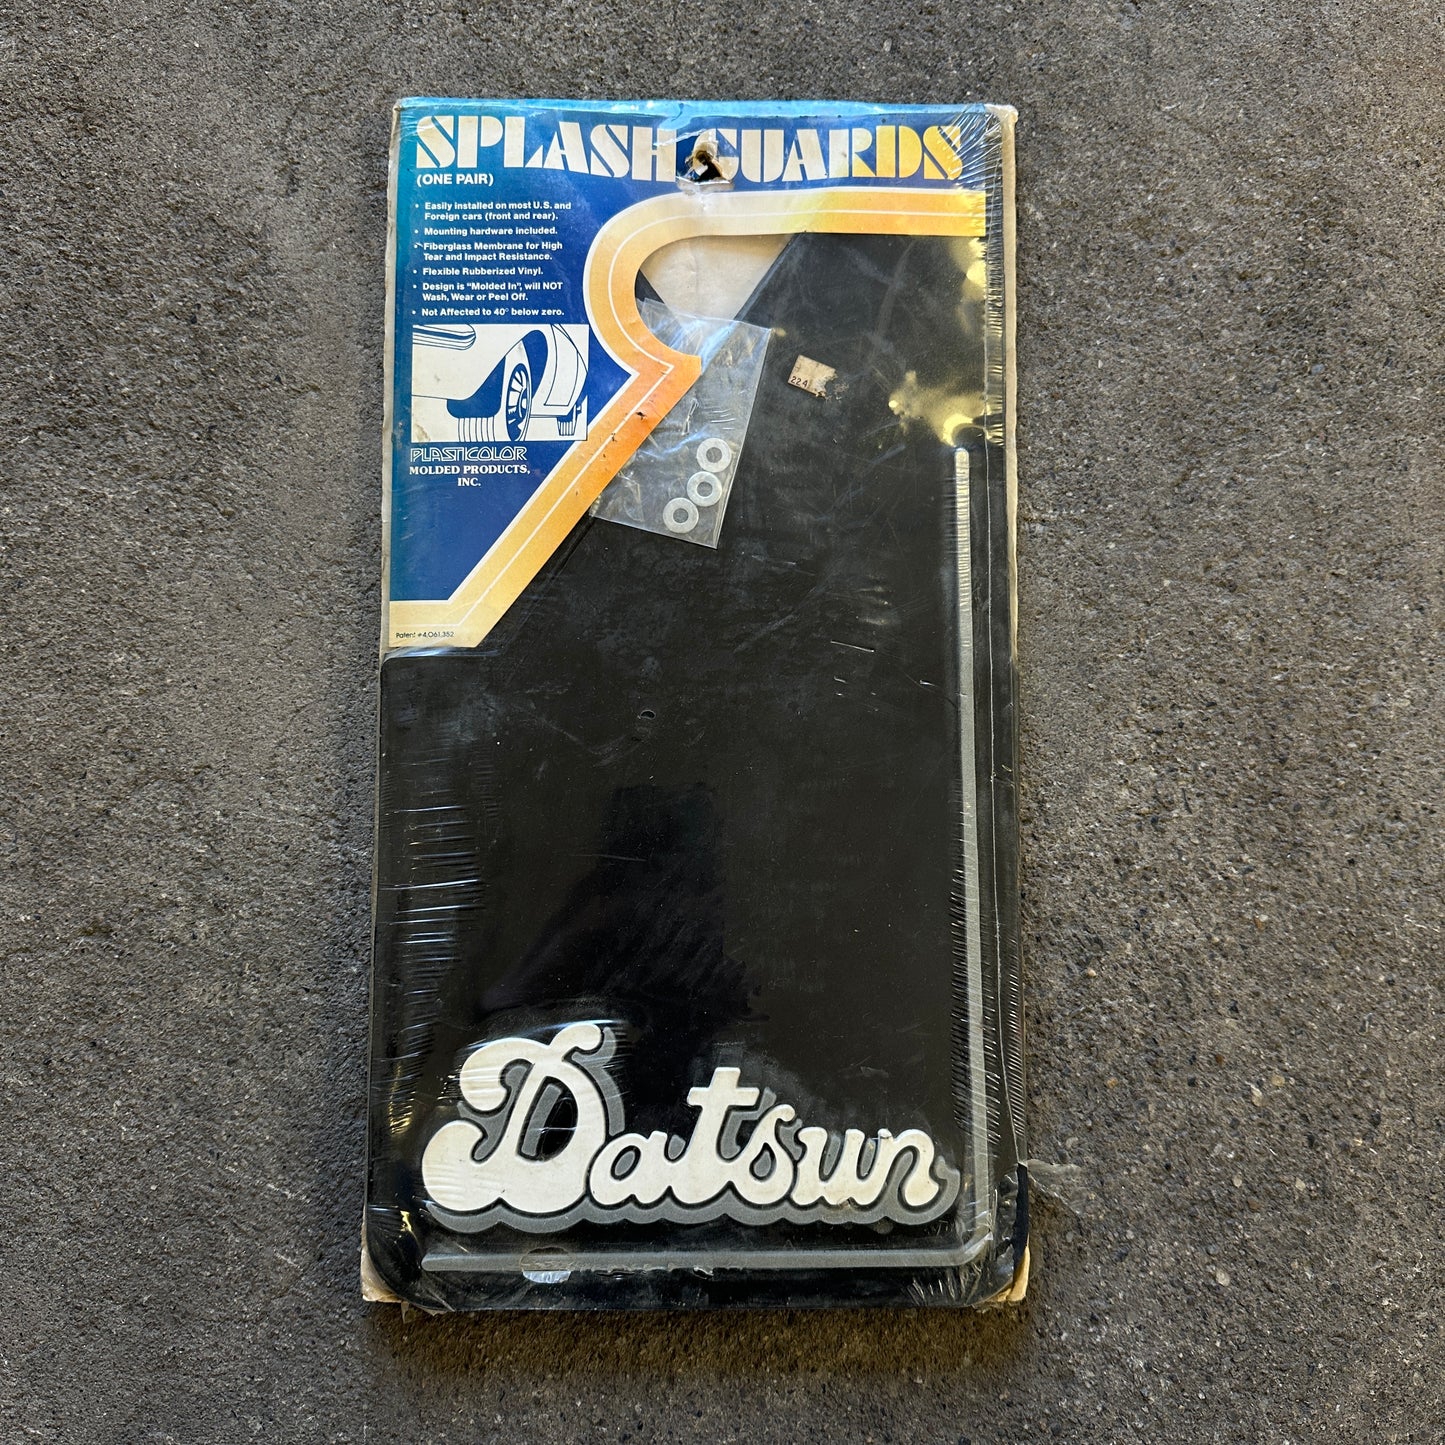 SPLASH GUARDS
(ONE PAIR)
• Easily installed on most U.S. and
Foreign cars (front and rear).
• Mounting hardware included.
• Fiberglass Membrane for High
Tear and Impact Resistance.
• Flexible Rubberized Vinyl.
• Design is "Molded In", will NOT
Wash, Wear or Peel Off.
• Not Affected to 40° below zero.
PLASTICOLOR
MOLDED PRODUCTS,
INC.
224
Patent #4,061,352
Datsun